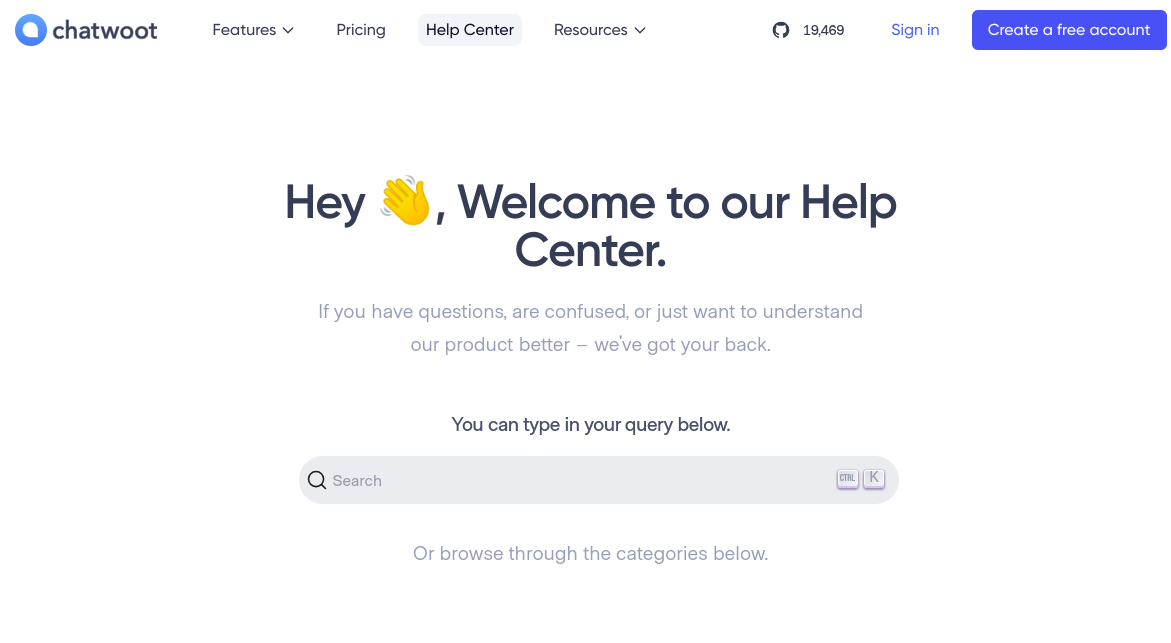 chatwoot Features Pricing Help Center Resources 19,469 Sign in Create a free account
Hey 👋, Welcome to our Help
Center.
If you have questions, are confused, or just want to understand
our product better – we've got your back.
You can type in your query below.
Search CTRL K
Or browse through the categories below.